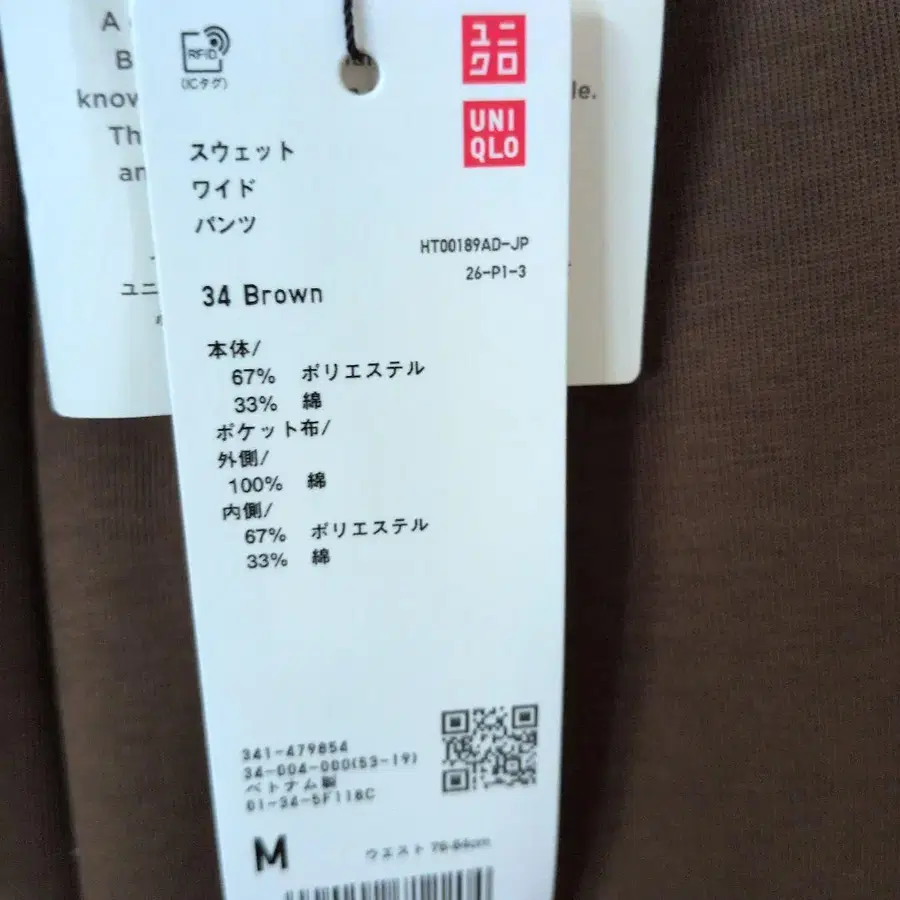 A
B
know
le.
Th
an
ユニ
RFID
(ICタグ)
ユニ
クロ
UNI
QLO
スウェット
ワイド
パンツ
HT00189AD-JP
26-P1-3
34 Brown
本体/
67% ポリエステル
33% 綿
ポケット布/
外側/
100% 綿
内側/
67% ポリエステル
33% 綿
341-479854
34-004-000(53-19)
ベトナム製
01-34-5F118C
M
ウエスト 76-84cm